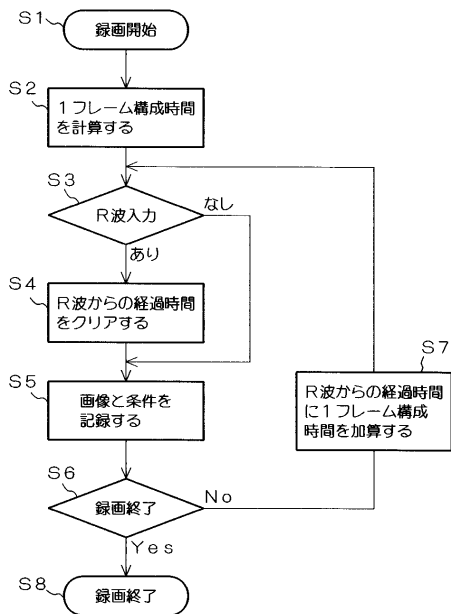 S1
録画開始
S2
1フレーム構成時間
を計算する
S3
R波入力
なし
あり
S4
R波からの経過時間
をクリアする
S5
画像と条件を
記録する
S7
R波からの経過時間
に1フレーム構成
時間を加算する
S6
録画終了
No
Yes
S8
録画終了